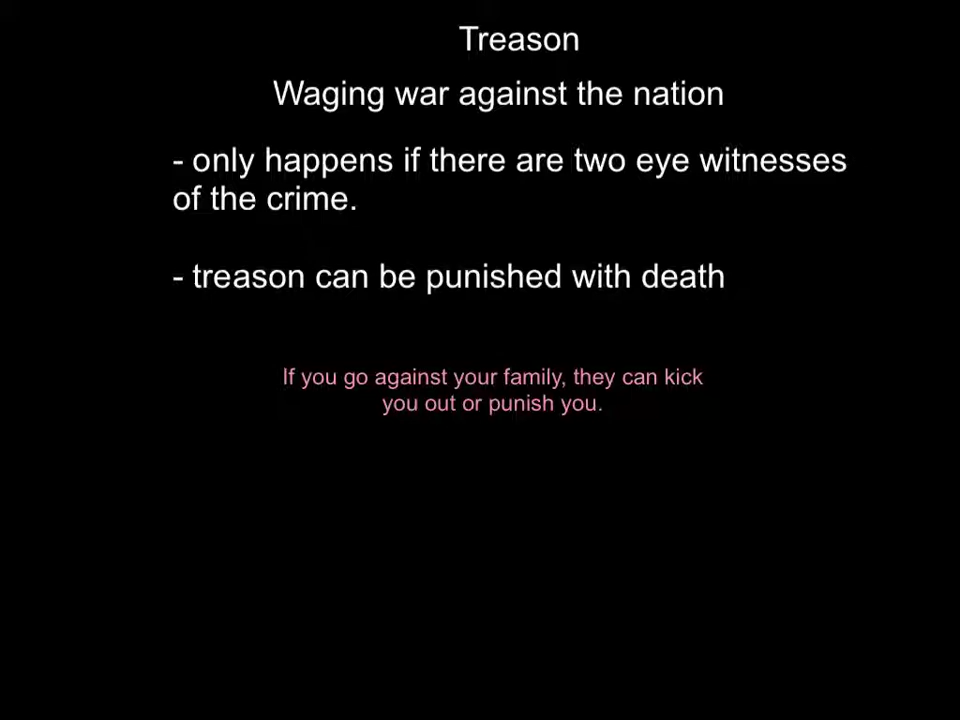 Treason
Waging war against the nation
- only happens if there are two eye witnesses
of the crime.
- treason can be punished with death
If you go against your family, they can kick
you out or punish you.